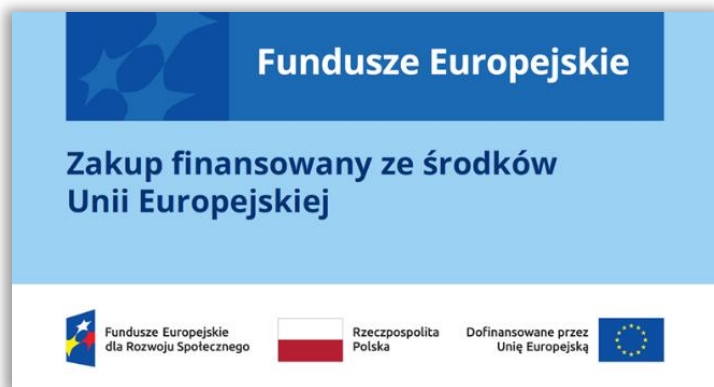 Fundusze Europejskie
Zakup finansowany ze środków
Unii Europejskiej
Fundusze Europejskie
dla Rozwoju Społecznego
Rzeczpospolita
Polska
Dofinansowane przez
Unię Europejską